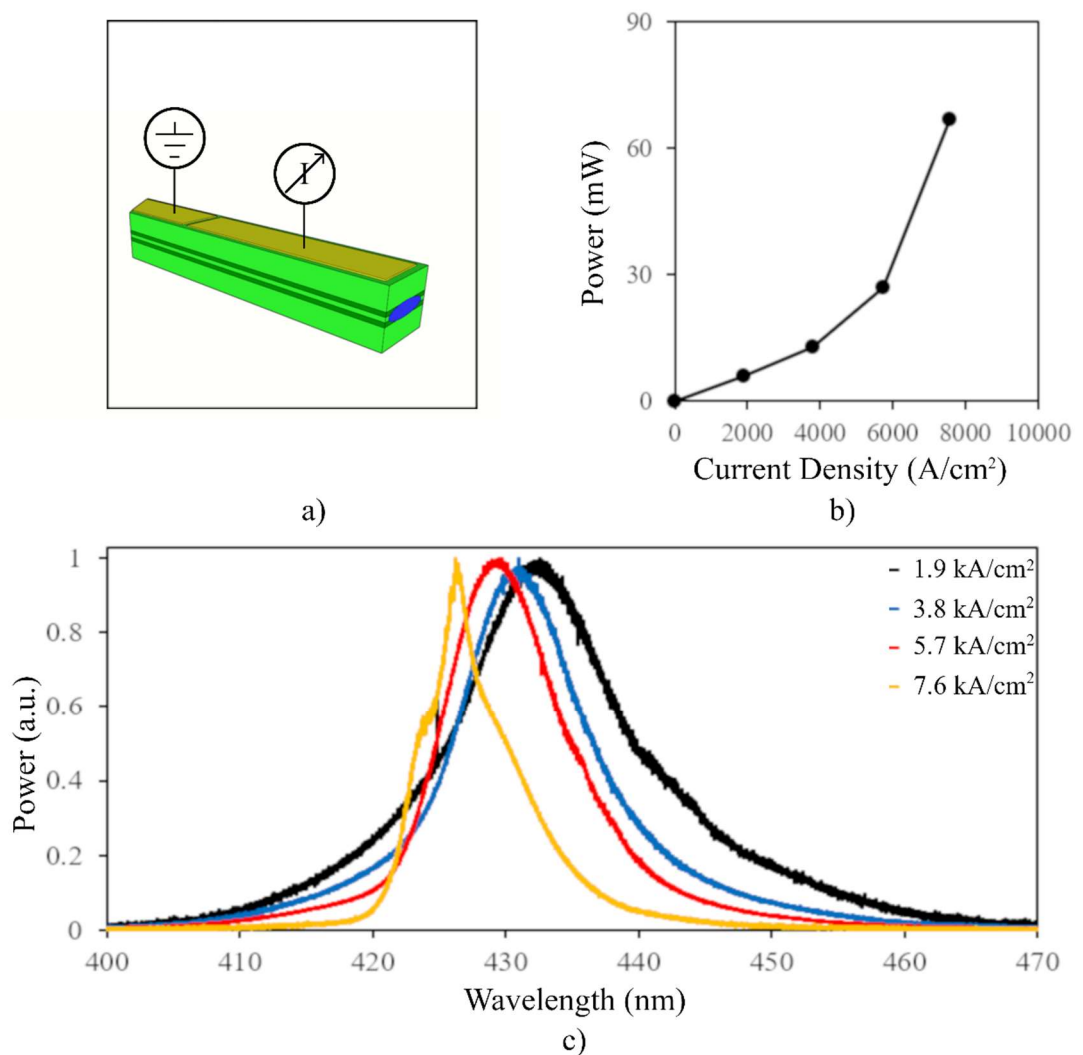 I
a)
90
60
30
0
Power (mW)
0 2000 4000 6000 8000 10000
Current Density (A/cm²)
b)
1
0.8
0.6
0.4
0.2
0
Power (a.u.)
1.9 kA/cm²
3.8 kA/cm²
5.7 kA/cm²
7.6 kA/cm²
400 410 420 430 440 450 460 470
Wavelength (nm)
c)